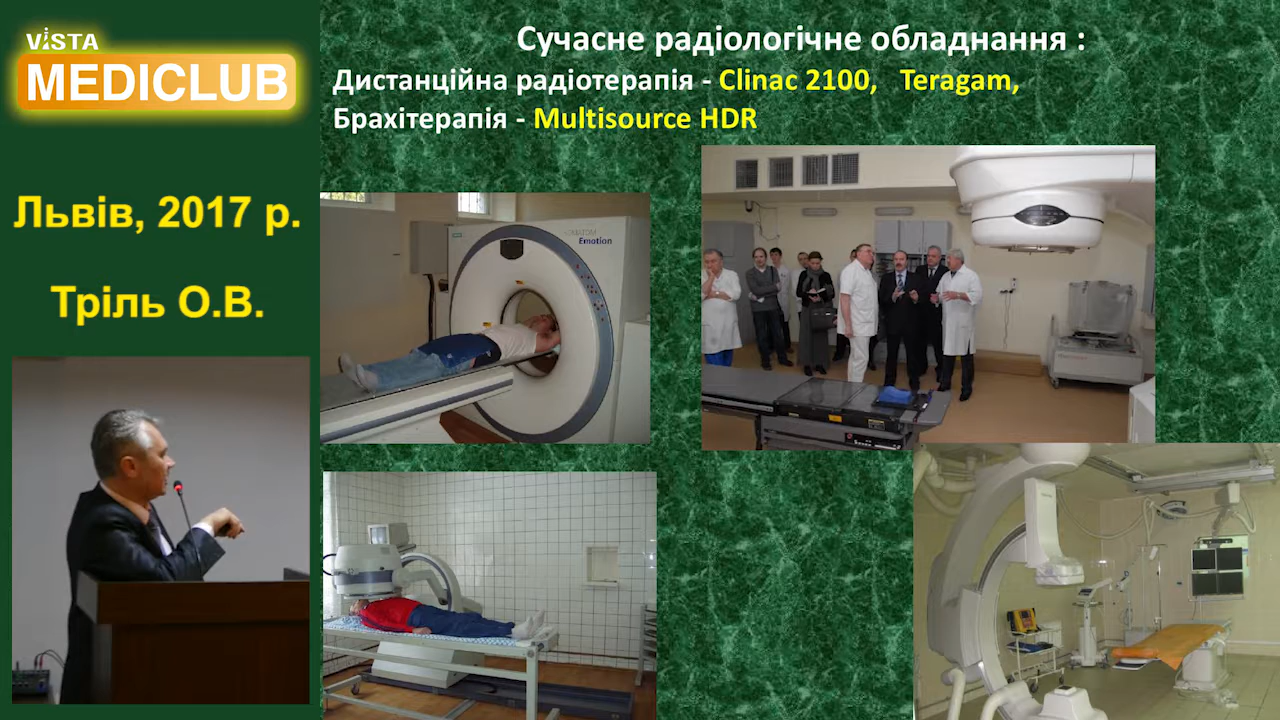 VISTA
MEDICLUB
Львів, 2017 р.
Тріль О.В.
Сучасне радіологічне обладнання :
Дистанційна радіотерапія - Clinac 2100, Teragam,
Брахітерапія - Multisource HDR
Emotion